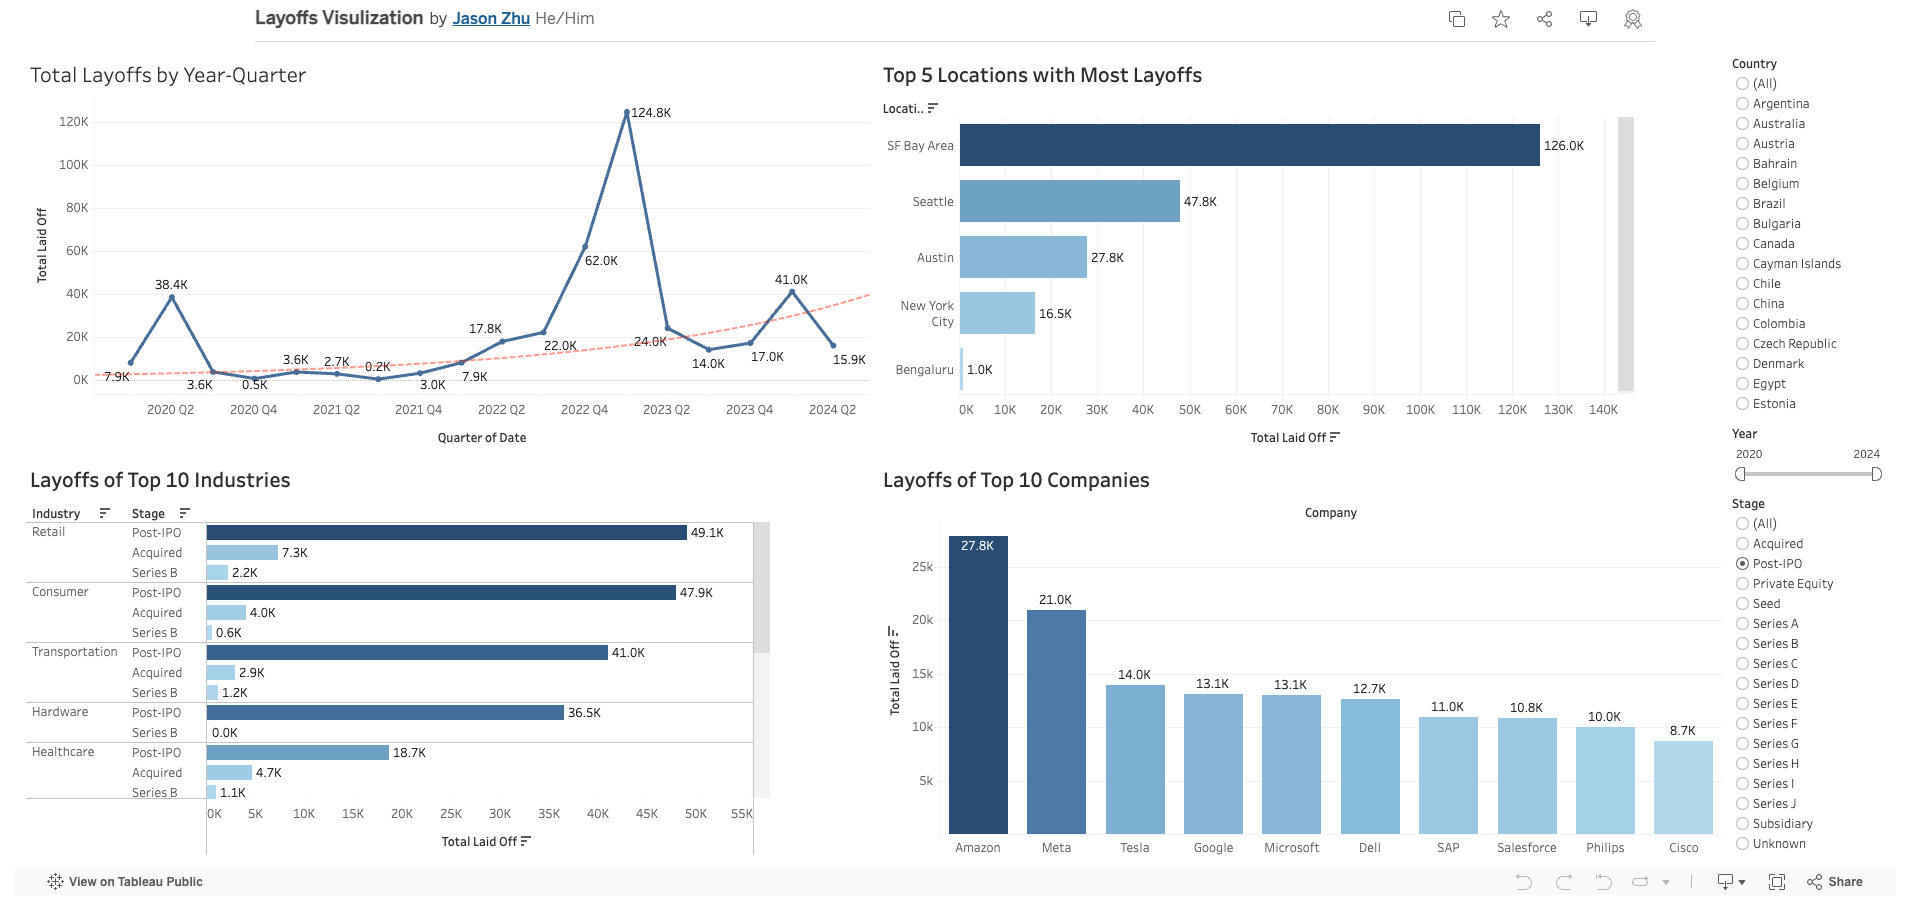 Layoffs Visulization by Jason Zhu He/Him
Total Layoffs by Year-Quarter
Total Laid Off
120K
100K
80K
60K
40K
20K
0K
7.9K
38.4K
3.6K
0.5K
3.6K
2.7K
0.2K
3.0K
7.9K
17.8K
22.0K
62.0K
124.8K
24.0K
14.0K
17.0K
41.0K
15.9K
2020 Q2
2020 Q4
2021 Q2
2021 Q4
2022 Q2
2022 Q4
2023 Q2
2023 Q4
2024 Q2
Quarter of Date
Top 5 Locations with Most Layoffs
Locati..
SF Bay Area 126.0K
Seattle 47.8K
Austin 27.8K
New York
City 16.5K
Bengaluru 1.0K
0K 10K 20K 30K 40K 50K 60K 70K 80K 90K 100K 110K 120K 130K 140K
Total Laid Off
Country
(All)
Argentina
Australia
Austria
Bahrain
Belgium
Brazil
Bulgaria
Canada
Cayman Islands
Chile
China
Colombia
Czech Republic
Denmark
Egypt
Estonia
Year
2020 2024
Stage
(All)
Acquired
Post-IPO
Private Equity
Seed
Series A
Series B
Series C
Series D
Series E
Series F
Series G
Series H
Series I
Series J
Subsidiary
Unknown
Layoffs of Top 10 Industries
Industry Stage
Retail Post-IPO 49.1K
Acquired 7.3K
Series B 2.2K
Consumer Post-IPO 47.9K
Acquired 4.0K
Series B 0.6K
Transportation Post-IPO 41.0K
Acquired 2.9K
Series B 1.2K
Hardware Post-IPO 36.5K
Series B 0.0K
Healthcare Post-IPO 18.7K
Acquired 4.7K
Series B 1.1K
0K 5K 10K 15K 20K 25K 30K 35K 40K 45K 50K 55K
Total Laid Off
Layoffs of Top 10 Companies
Company
Total Laid Off
25k
20k
15k
10k
5k
27.8K
21.0K
14.0K
13.1K
13.1K
12.7K
11.0K
10.8K
10.0K
8.7K
Amazon Meta Tesla Google Microsoft Dell SAP Salesforce Philips Cisco
View on Tableau Public
Share